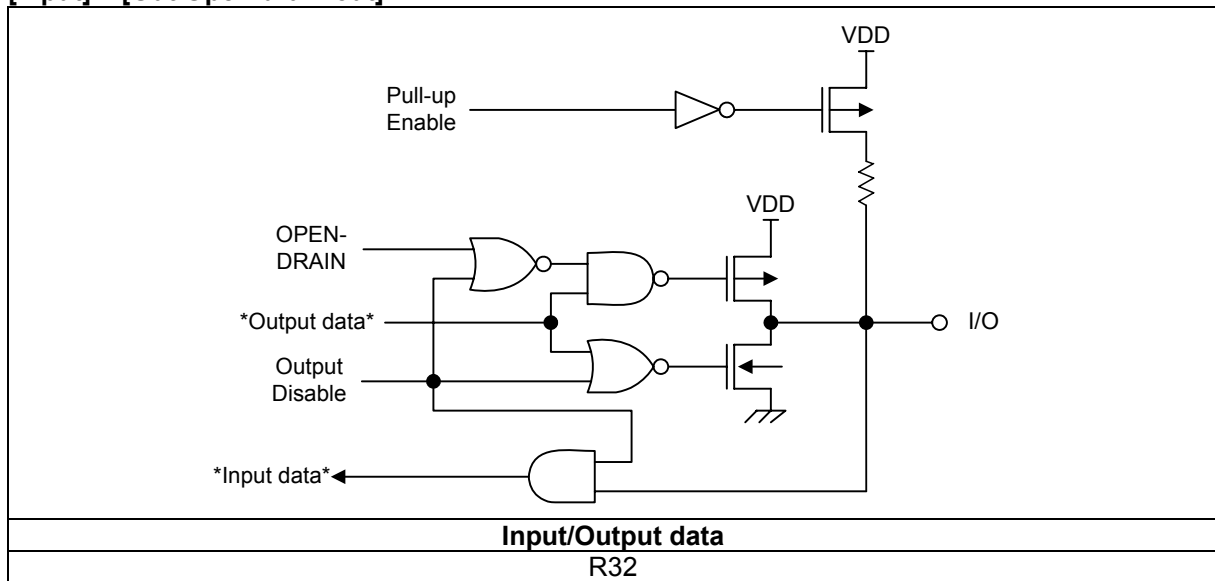 VDD
Pull-up
Enable
VDD
OPEN-
DRAIN
*Output data*
I/O
Output
Disable
*Input data*
Input/Output data
R32